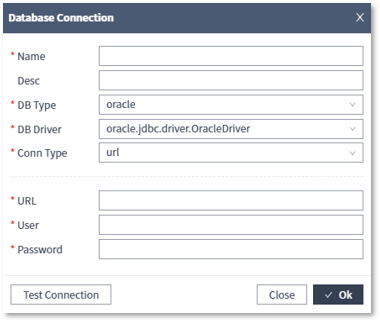 Database Connection
* Name
Desc
* DB Type oracle
* DB Driver oracle.jdbc.driver.OracleDriver
* Conn Type url
* URL
* User
* Password
Test Connection Close Ok